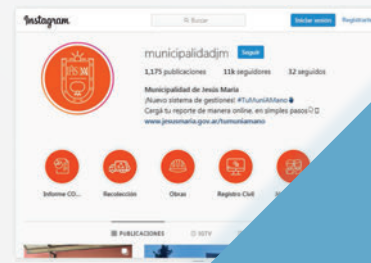 Instagram
Buscar
Iniciar sesión
Registrarte
municipalidadjm
Seguir
1,175 publicaciones
11k seguidores
32 seguidos
Municipalidad de Jesús María
¡Nuevo sistema de gestiones! #TuMuniAMano
Cargá tu reporte de manera online, en simples pasos
www.jesusmaria.gov.ar/tumuniamano
Informe CO...
Recolección
Obras
Registro Civil
PUBLICACIONES
IGTV